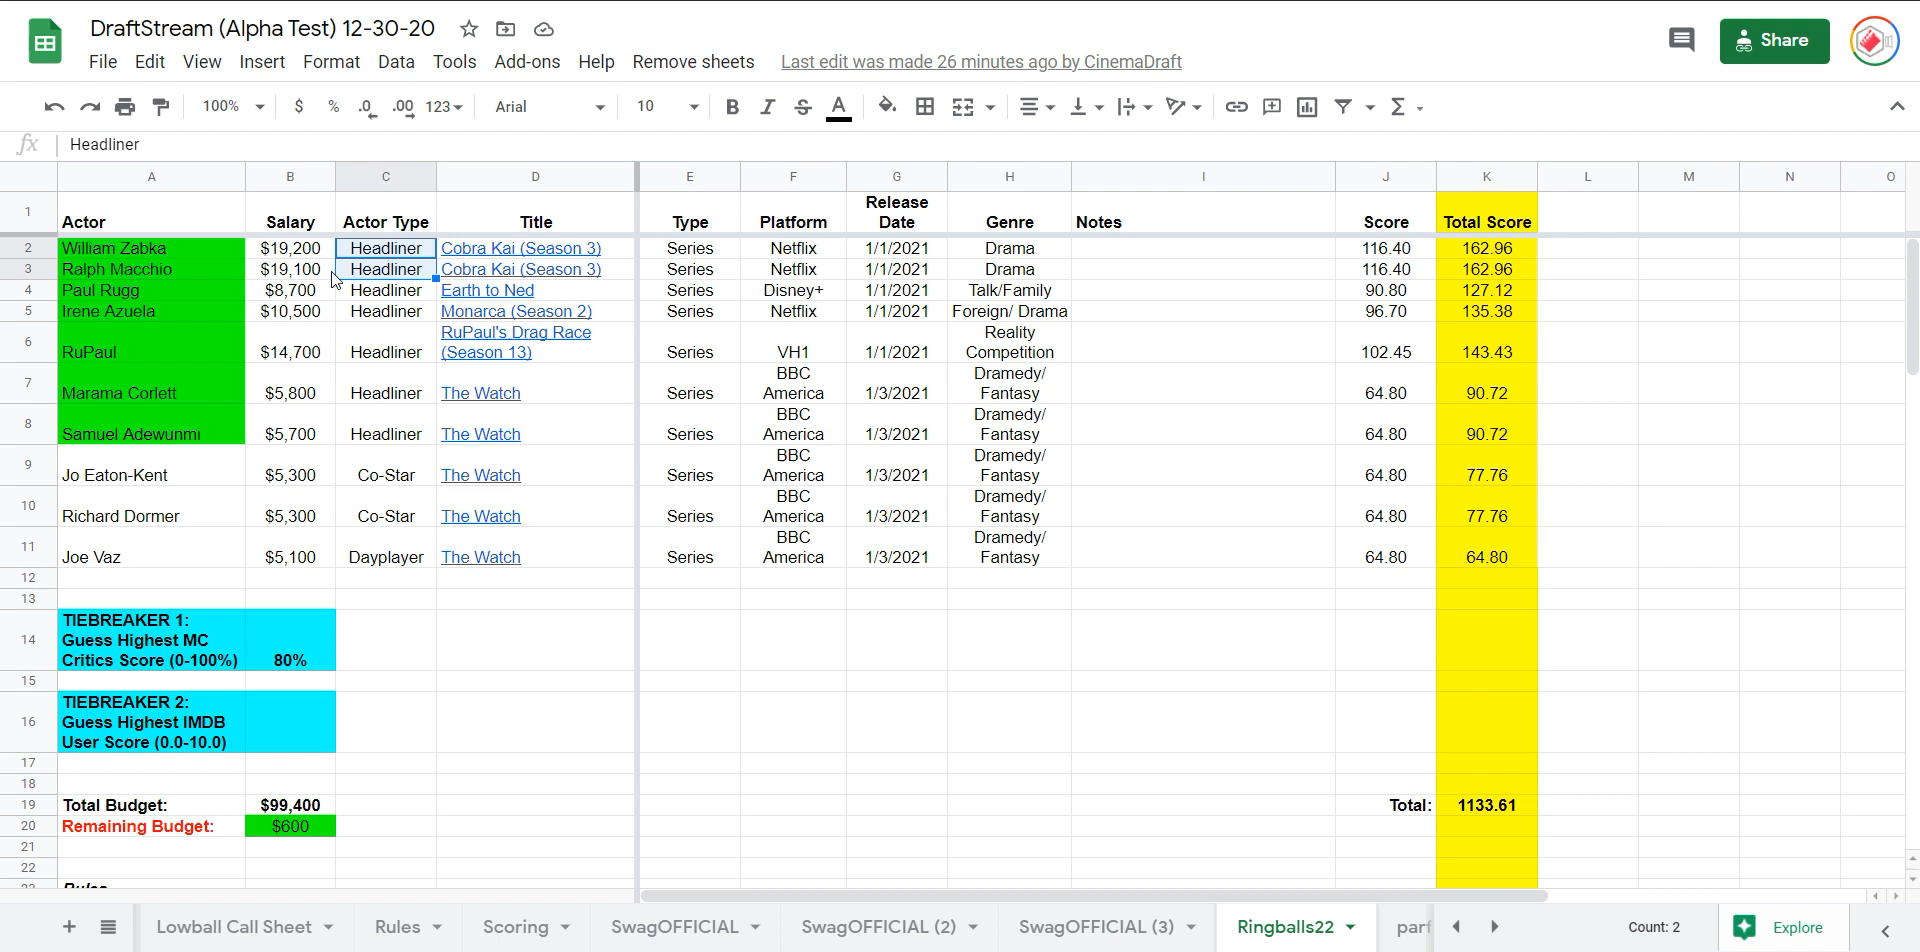 DraftStream (Alpha Test) 12-30-20
File Edit View Insert Format Data Tools Add-ons Help Remove sheets Last edit was made 26 minutes ago by CinemaDraft
Share
100% $ % .0 .00 123 Arial 10 B I S A
fx Headliner
A B C D E F G H I J K L M N O
1 Actor Salary Actor Type Title Type Platform Release Date Genre Notes Score Total Score
2 William Zabka $19,200 Headliner Cobra Kai (Season 3) Series Netflix 1/1/2021 Drama 116.40 162.96
3 Ralph Macchio $19,100 Headliner Cobra Kai (Season 3) Series Netflix 1/1/2021 Drama 116.40 162.96
4 Paul Rugg $8,700 Headliner Earth to Ned Series Disney+ 1/1/2021 Talk/Family 90.80 127.12
5 Irene Azuela $10,500 Headliner Monarca (Season 2) Series Netflix 1/1/2021 Foreign/ Drama 96.70 135.38
6 RuPaul $14,700 Headliner RuPaul's Drag Race (Season 13) Series VH1 1/1/2021 Reality Competition 102.45 143.43
7 Marama Corlett $5,800 Headliner The Watch Series BBC America 1/3/2021 Dramedy/ Fantasy 64.80 90.72
8 Samuel Adewunmi $5,700 Headliner The Watch Series BBC America 1/3/2021 Dramedy/ Fantasy 64.80 90.72
9 Jo Eaton-Kent $5,300 Co-Star The Watch Series BBC America 1/3/2021 Dramedy/ Fantasy 64.80 77.76
10 Richard Dormer $5,300 Co-Star The Watch Series BBC America 1/3/2021 Dramedy/ Fantasy 64.80 77.76
11 Joe Vaz $5,100 Dayplayer The Watch Series BBC America 1/3/2021 Dramedy/ Fantasy 64.80 64.80
12
13
TIEBREAKER 1:
14 Guess Highest MC
Critics Score (0-100%) 80%
15
TIEBREAKER 2:
16 Guess Highest IMDB
User Score (0.0-10.0)
17
18
19 Total Budget: $99,400 Total: 1133.61
20 Remaining Budget: $600
21
22
23 Rules
Lowball Call Sheet Rules Scoring SwagOFFICIAL SwagOFFICIAL (2) SwagOFFICIAL (3) Ringballs22 parf Count: 2 Explore